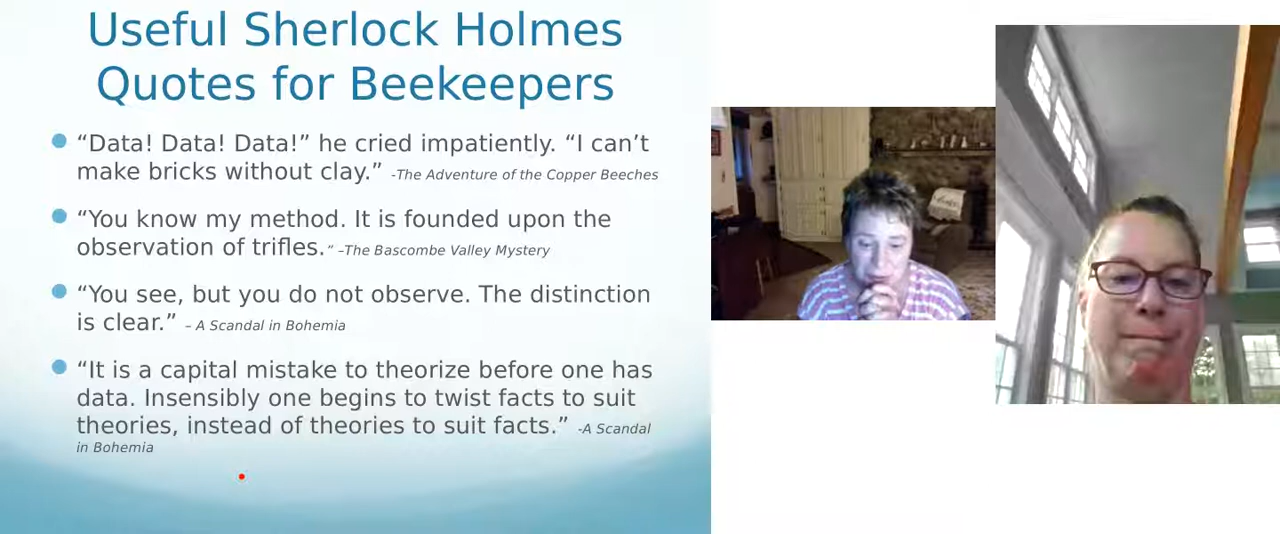 Useful Sherlock Holmes
Quotes for Beekeepers
“Data! Data! Data!” he cried impatiently. “I can’t
make bricks without clay.” -The Adventure of the Copper Beeches
“You know my method. It is founded upon the
observation of trifles.” –The Bascombe Valley Mystery
“You see, but you do not observe. The distinction
is clear.” – A Scandal in Bohemia
“It is a capital mistake to theorize before one has
data. Insensibly one begins to twist facts to suit
theories, instead of theories to suit facts.” -A Scandal
in Bohemia